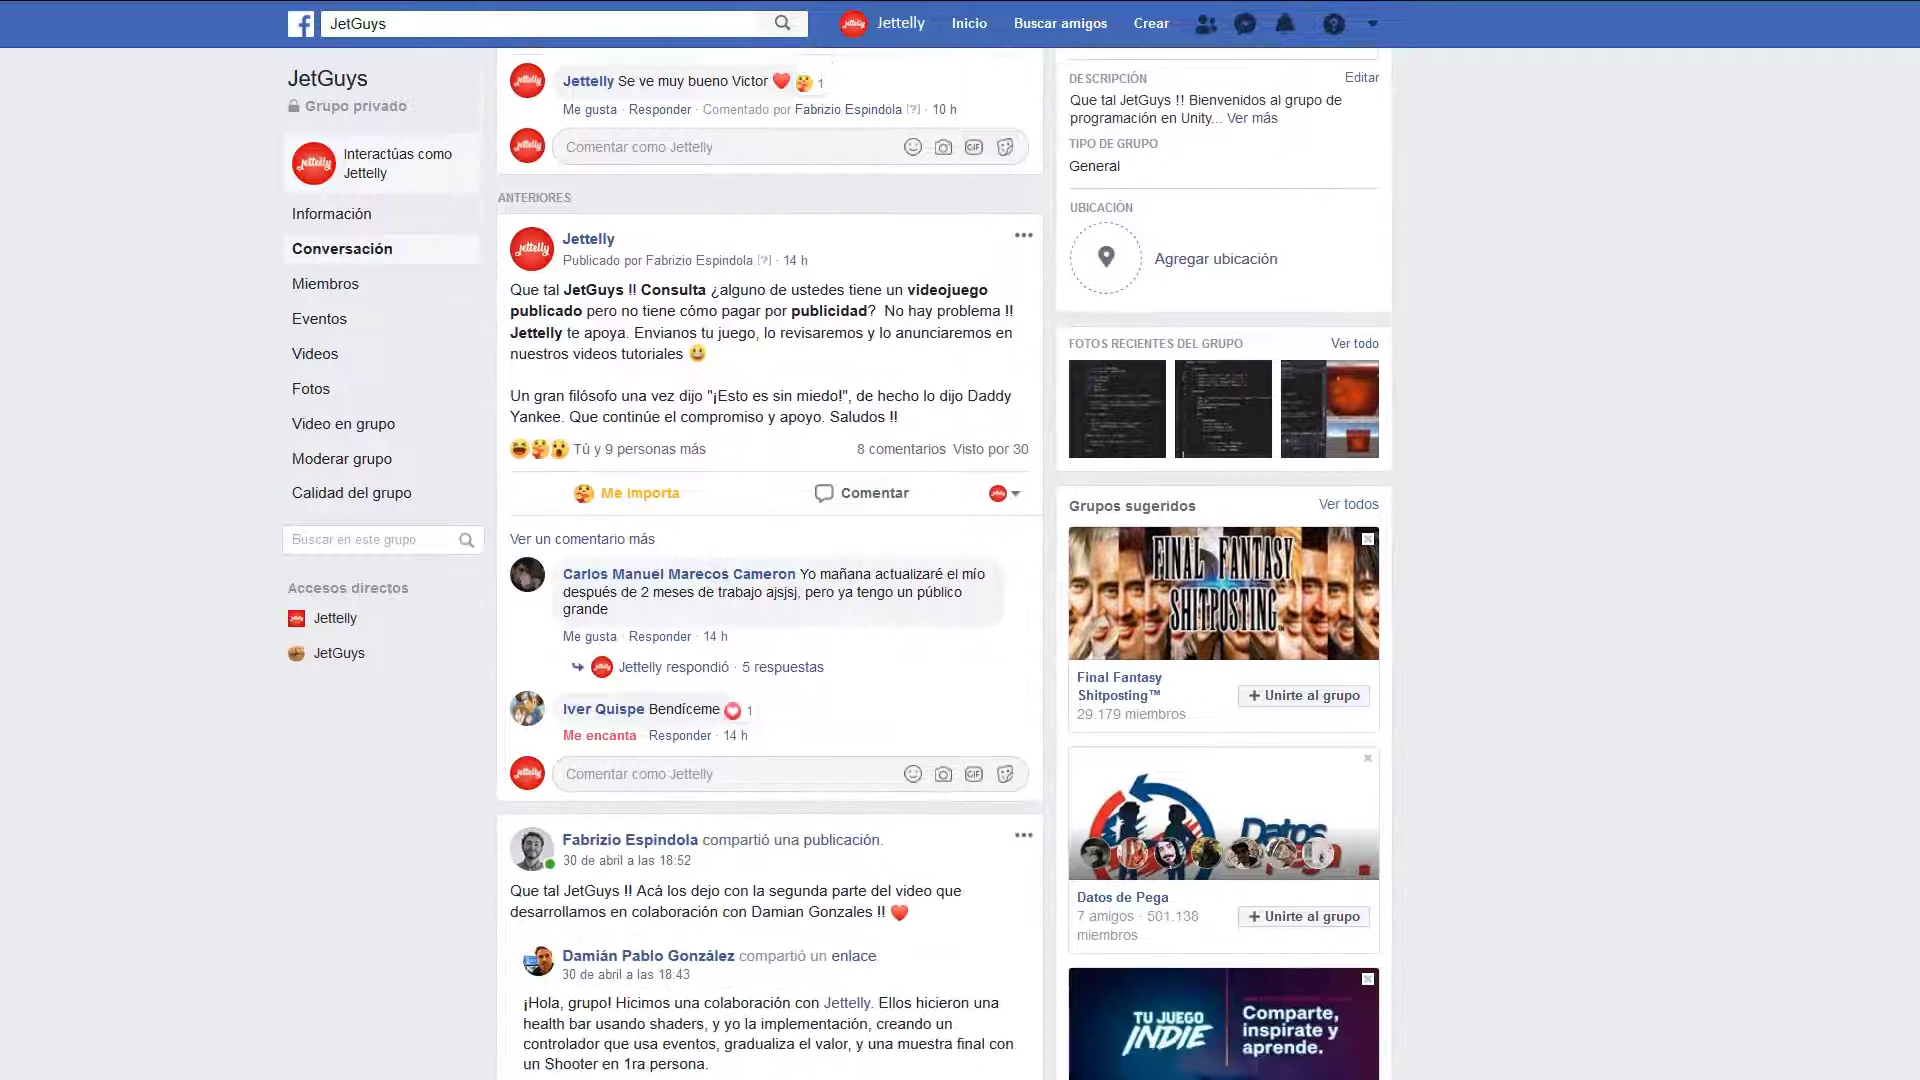 JetGuys
Jettelly
Inicio
Buscar amigos
Crear
JetGuys
Grupo privado
Interactúas como
Jettelly
Información
Conversación
Miembros
Eventos
Videos
Fotos
Video en grupo
Moderar grupo
Calidad del grupo
Buscar en este grupo
Accesos directos
Jettelly
JetGuys
Jettelly Se ve muy bueno Victor ❤️ 1
Me gusta · Responder · Comentado por Fabrizio Espindola [?] · 10 h
Comentar como Jettelly
GIF
ANTERIORES
Jettelly
Publicado por Fabrizio Espindola [?] · 14 h
Que tal JetGuys !! Consulta ¿alguno de ustedes tiene un videojuego
publicado pero no tiene cómo pagar por publicidad? No hay problema !!
Jettelly te apoya. Envianos tu juego, lo revisaremos y lo anunciaremos en
nuestros videos tutoriales 😀
Un gran filósofo una vez dijo "¡Esto es sin miedo!", de hecho lo dijo Daddy
Yankee. Que continúe el compromiso y apoyo. Saludos !!
Tú y 9 personas más
8 comentarios Visto por 30
Me importa
Comentar
Ver un comentario más
Carlos Manuel Marecos Cameron Yo mañana actualizaré el mío
después de 2 meses de trabajo ajsjsj, pero ya tengo un público
grande
Me gusta · Responder · 14 h
Jettelly respondió · 5 respuestas
Iver Quispe Bendíceme 1
Me encanta · Responder · 14 h
Comentar como Jettelly
GIF
Fabrizio Espindola compartió una publicación.
30 de abril a las 18:52
Que tal JetGuys !! Acá los dejo con la segunda parte del video que
desarrollamos en colaboración con Damian Gonzales !! ❤️
Damián Pablo González compartió un enlace
30 de abril a las 18:43
¡Hola, grupo! Hicimos una colaboración con Jettelly. Ellos hicieron una
health bar usando shaders, y yo la implementación, creando un
controlador que usa eventos, gradualiza el valor, y una muestra final con
un Shooter en 1ra persona.
DESCRIPCIÓN
Editar
Que tal JetGuys !! Bienvenidos al grupo de
programación en Unity... Ver más
TIPO DE GRUPO
General
UBICACIÓN
Agregar ubicación
FOTOS RECIENTES DEL GRUPO
Ver todo
Grupos sugeridos
Ver todos
FINAL FANTASY
SHITPOSTING
Final Fantasy
Shitposting™
29.179 miembros
+ Unirte al grupo
Datos
Datos de Pega
7 amigos · 501.138
miembros
+ Unirte al grupo
TU JUEGO
INDIE
Comparte,
inspirate y
aprende.